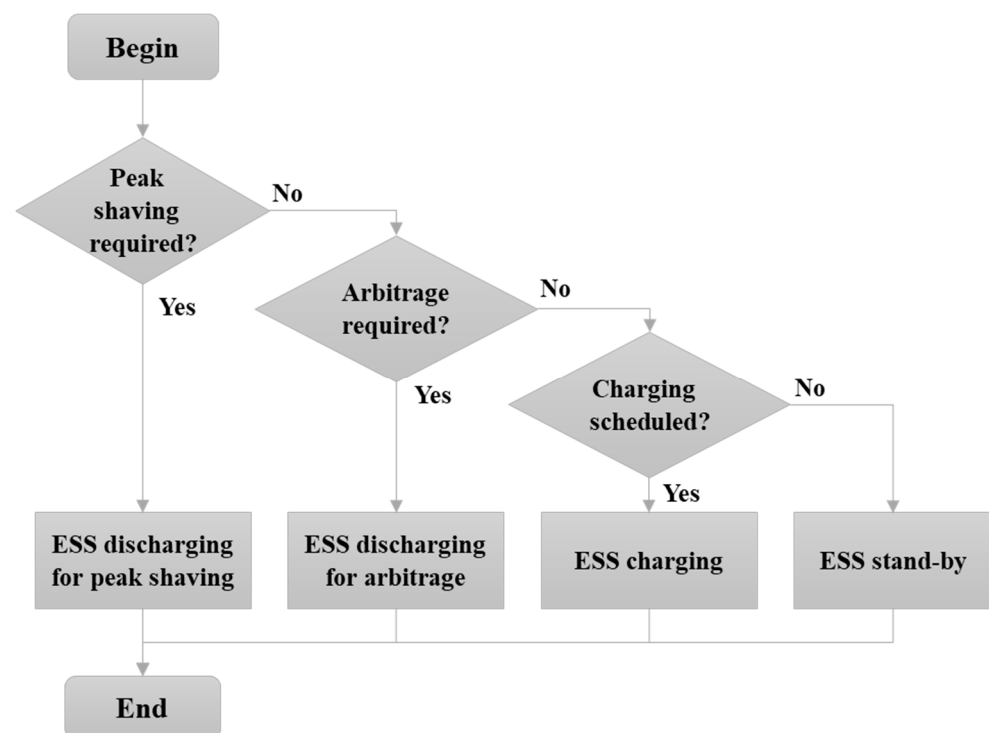 Begin
Peak
shaving
required?
No
Yes
Arbitrage
required?
No
Yes
Charging
scheduled?
No
Yes
ESS discharging
for peak shaving
ESS discharging
for arbitrage
ESS charging
ESS stand-by
End